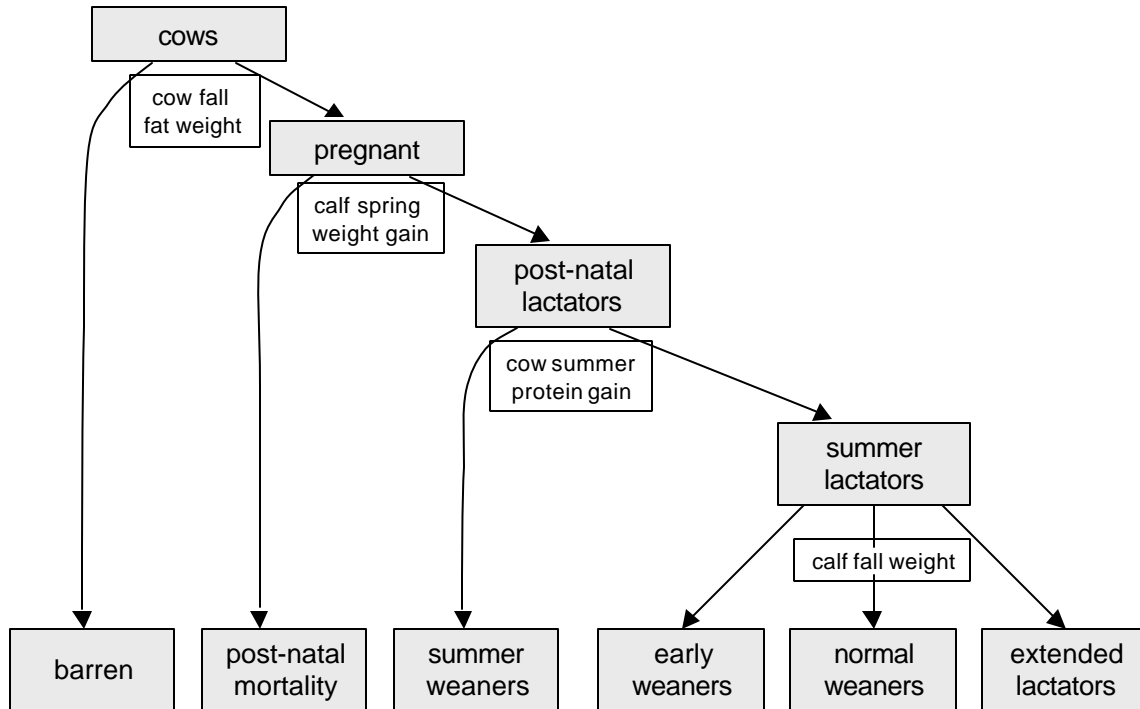 cows
cow fall
fat weight
pregnant
calf spring
weight gain
post-natal
lactators
cow summer
protein gain
summer
lactators
calf fall weight
barren
post-natal
mortality
summer
weaners
early
weaners
normal
weaners
extended
lactators